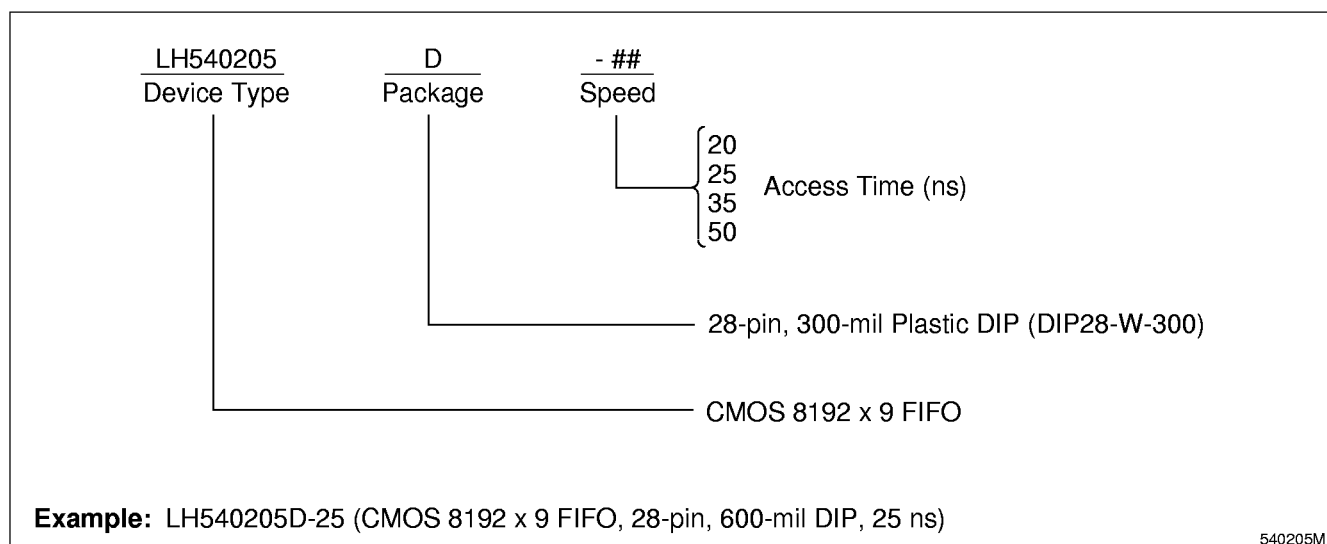 LH540205 D - ##
Device Type Package Speed
20
25
35
50
Access Time (ns)
28-pin, 300-mil Plastic DIP (DIP28-W-300)
CMOS 8192 x 9 FIFO
Example: LH540205D-25 (CMOS 8192 x 9 FIFO, 28-pin, 600-mil DIP, 25 ns)
540205M